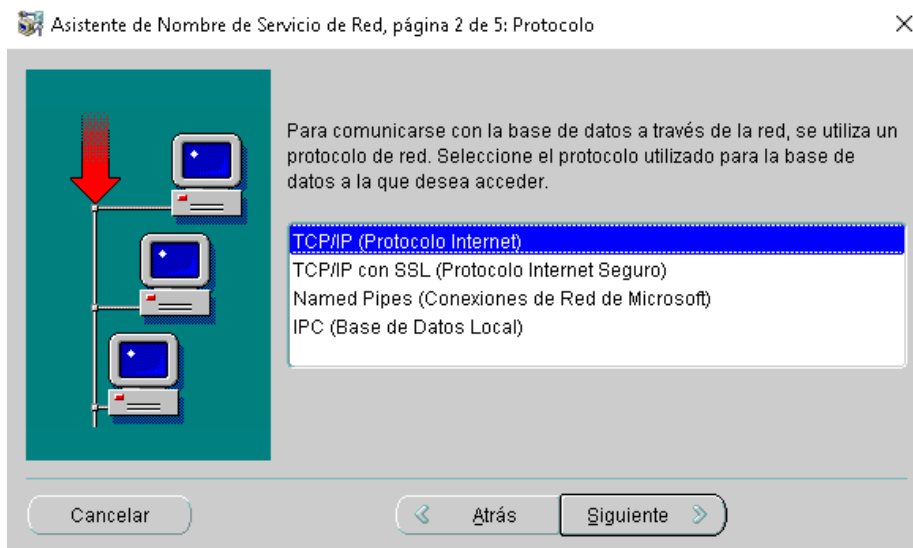 Asistente de Nombre de Servicio de Red, página 2 de 5: Protocolo
Para comunicarse con la base de datos a través de la red, se utiliza un
protocolo de red. Seleccione el protocolo utilizado para la base de
datos a la que desea acceder.
TCP/IP (Protocolo Internet)
TCP/IP con SSL (Protocolo Internet Seguro)
Named Pipes (Conexiones de Red de Microsoft)
IPC (Base de Datos Local)
Cancelar
Atrás
Siguiente